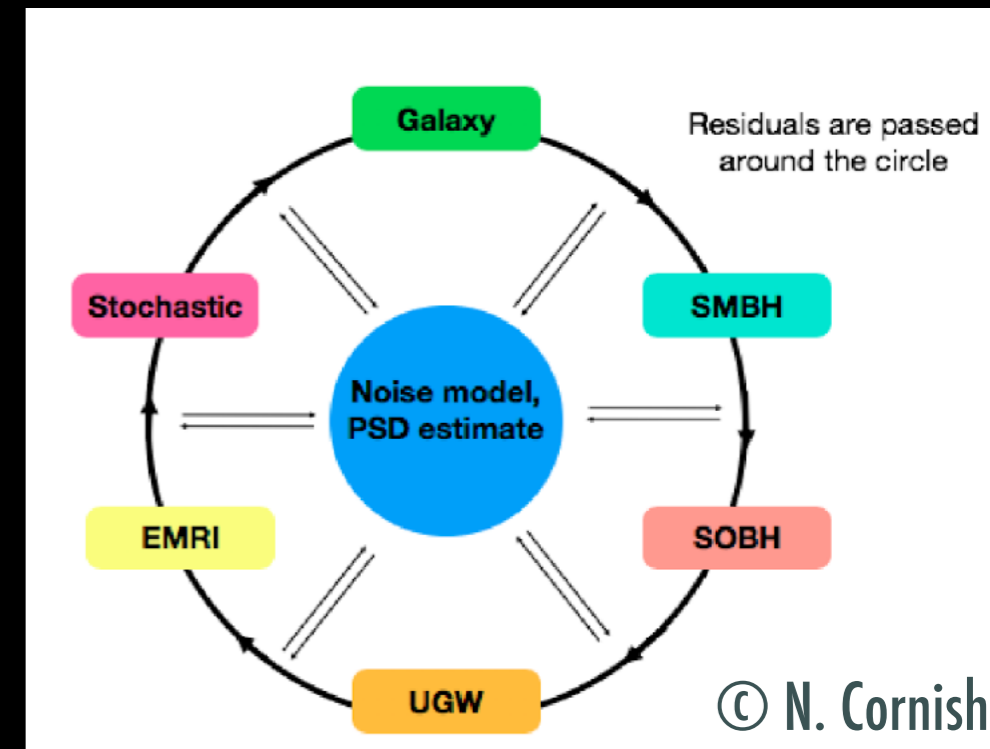 Galaxy
Residuals are passed
around the circle
Stochastic
SMBH
Noise model,
PSD estimate
EMRI
SOBH
UGW
© N. Cornish